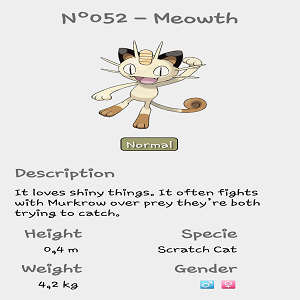 Nº052 – Meowth
Normal
Description
It loves shiny things. It often fights
with Murkrow over prey they're both
trying to catch.
Height
Specie
0,4 m
Scratch Cat
Weight
Gender
4,2 kg
♂ ♀